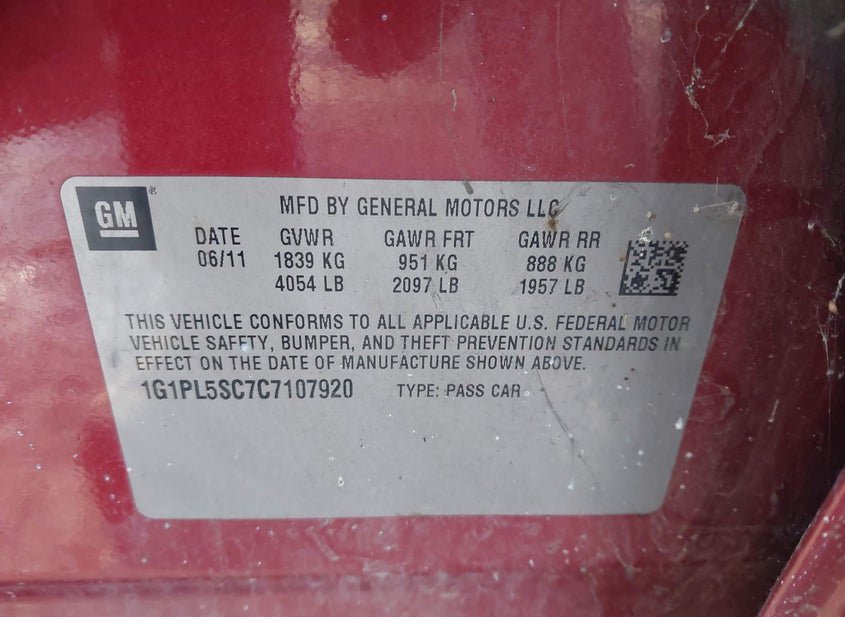 GM®
MFD BY GENERAL MOTORS LLC
DATE GVWR GAWR FRT GAWR RR
06/11 1839 KG 951 KG 888 KG
4054 LB 2097 LB 1957 LB
THIS VEHICLE CONFORMS TO ALL APPLICABLE U.S. FEDERAL MOTOR
VEHICLE SAFETY, BUMPER, AND THEFT PREVENTION STANDARDS IN
EFFECT ON THE DATE OF MANUFACTURE SHOWN ABOVE.
1G1PL5SC7C7107920 TYPE: PASS CAR